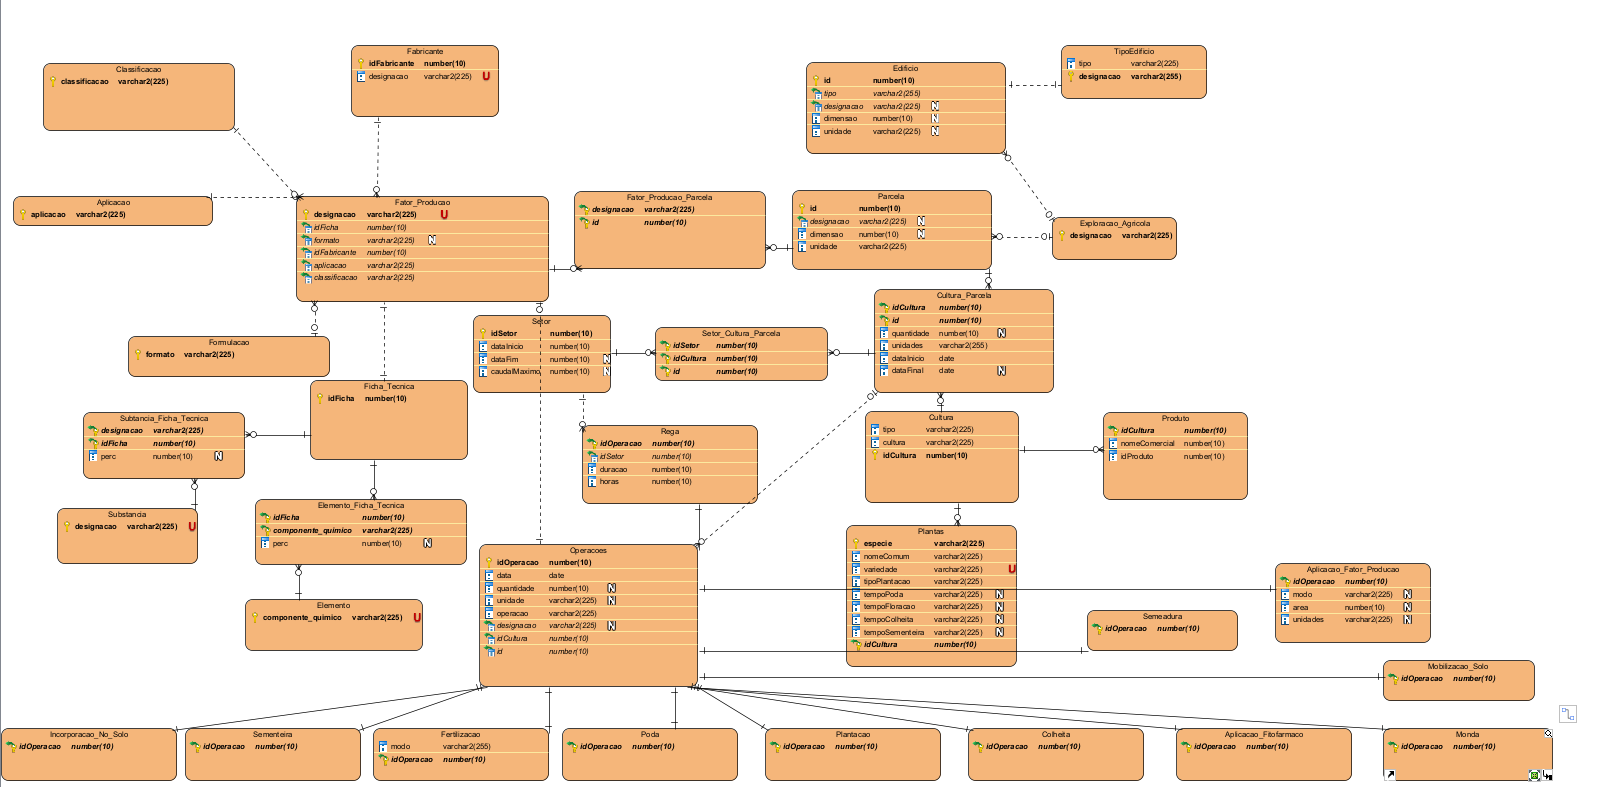 Classificacao
classificacao varchar2(225)
Fabricante
idFabricante number(10)
designacao varchar2(225) U
Edificio
id number(10)
tipo varchar2(255)
designacao varchar2(225) N
dimensao number(10) N
unidade varchar2(225) N
TipoEdificio
tipo varchar2(225)
designacao varchar2(255)
Aplicacao
aplicacao varchar2(225)
Fator_Producao
designacao varchar2(225) U
idFicha number(10)
formato varchar2(225) N
idFabricante number(10)
aplicacao varchar2(225)
classificacao varchar2(225)
Fator_Producao_Parcela
designacao varchar2(225)
id number(10)
Parcela
id number(10)
designacao varchar2(225) N
dimensao number(10) N
unidade varchar2(225)
Exploracao_Agricola
designacao varchar2(225)
Formulacao
formato varchar2(225)
Setor
idSetor number(10)
dataInicio number(10)
dataFim number(10) N
caudalMaximo number(10) N
Setor_Cultura_Parcela
idSetor number(10)
idCultura number(10)
id number(10)
Cultura_Parcela
idCultura number(10)
id number(10)
quantidade number(10) N
unidades varchar2(255)
dataInicio date
dataFinal date N
Ficha_Tecnica
idFicha number(10)
Subtancia_Ficha_Tecnica
designacao varchar2(225)
idFicha number(10)
perc number(10) N
Rega
idOperacao number(10)
idSetor number(10)
duracao number(10)
horas number(10)
Cultura
tipo varchar2(225)
cultura varchar2(225)
idCultura number(10)
Produto
idCultura number(10)
nomeComercial number(10)
idProduto number(10)
Substancia
designacao varchar2(225) U
Elemento_Ficha_Tecnica
idFicha number(10)
componente_quimico varchar2(225)
perc number(10) N
Elemento
componente_quimico varchar2(225) U
Operacoes
idOperacao number(10)
data date
quantidade number(10) N
unidade varchar2(225) N
operacao varchar2(225)
designacao varchar2(225) N
idCultura number(10)
id number(10)
Plantas
especie varchar2(225)
nomeComum varchar2(225)
variedade varchar2(225) U
tipoPlantacao varchar2(225)
tempoPoda varchar2(225) N
tempoFloracao varchar2(225) N
tempoColheita varchar2(225) N
tempoSementeira varchar2(225) N
idCultura number(10)
Aplicacao_Fator_Producao
idOperacao number(10)
modo varchar2(225) N
area number(10) N
unidades varchar2(225) N
Semeadura
idOperacao number(10)
Mobilizacao_Solo
idOperacao number(10)
Incorporacao_No_Solo
idOperacao number(10)
Sementeira
idOperacao number(10)
Fertilizacao
modo varchar2(255)
idOperacao number(10)
Poda
idOperacao number(10)
Plantacao
idOperacao number(10)
Colheita
idOperacao number(10)
Aplicacao_Fitofarmaco
idOperacao number(10)
Monda
idOperacao number(10)